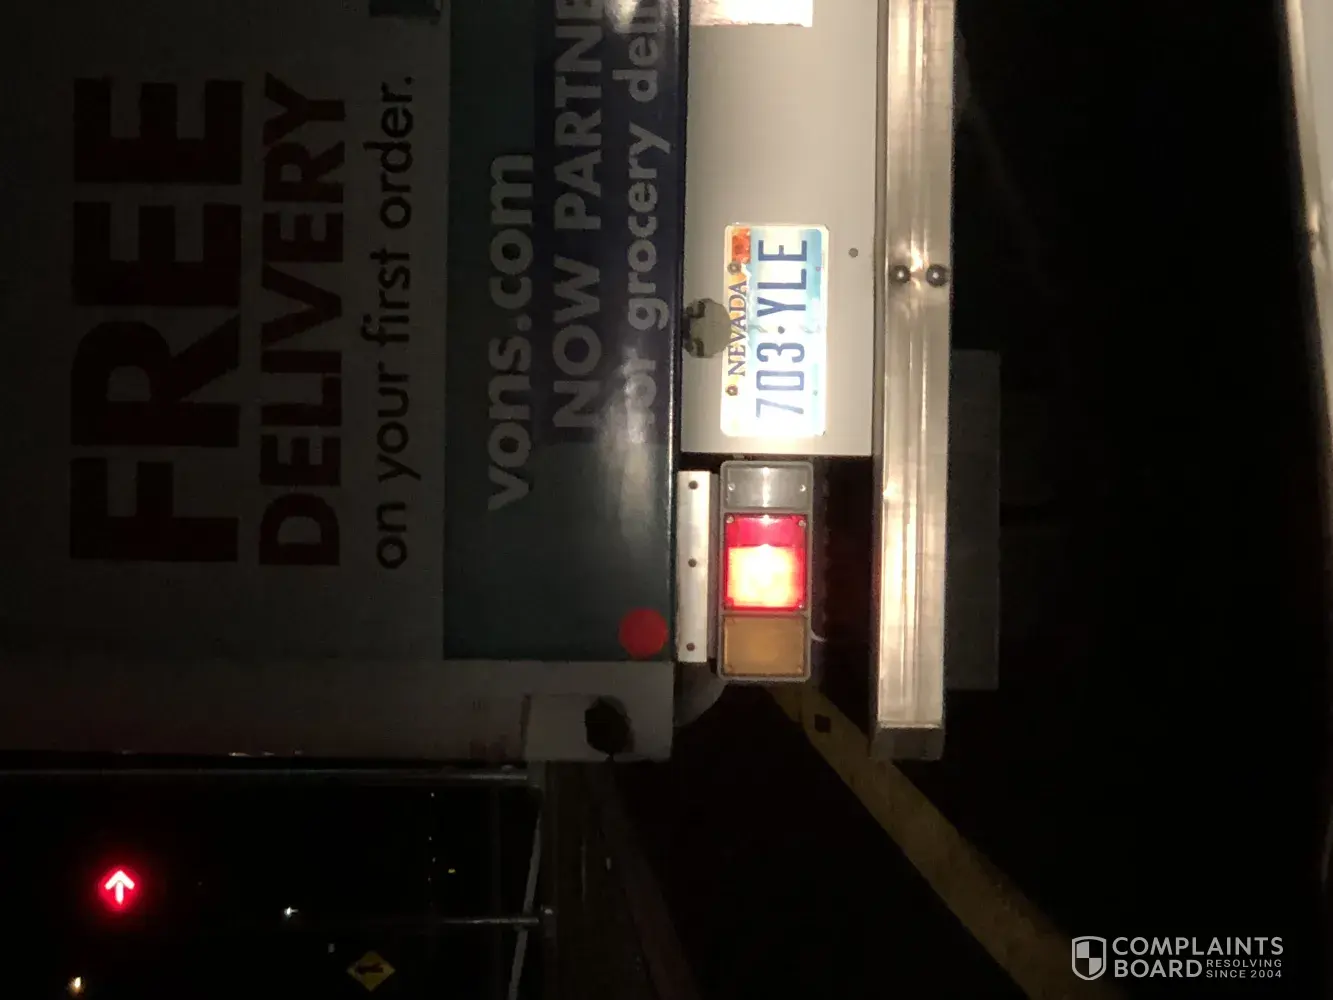 FREE
DELIVERY
on your first order.
vons.com
NOW PARTNE
for grocery deli
NEVADA
703·YLE
COMPLAINTS
BOARD RESOLVING
SINCE 2004